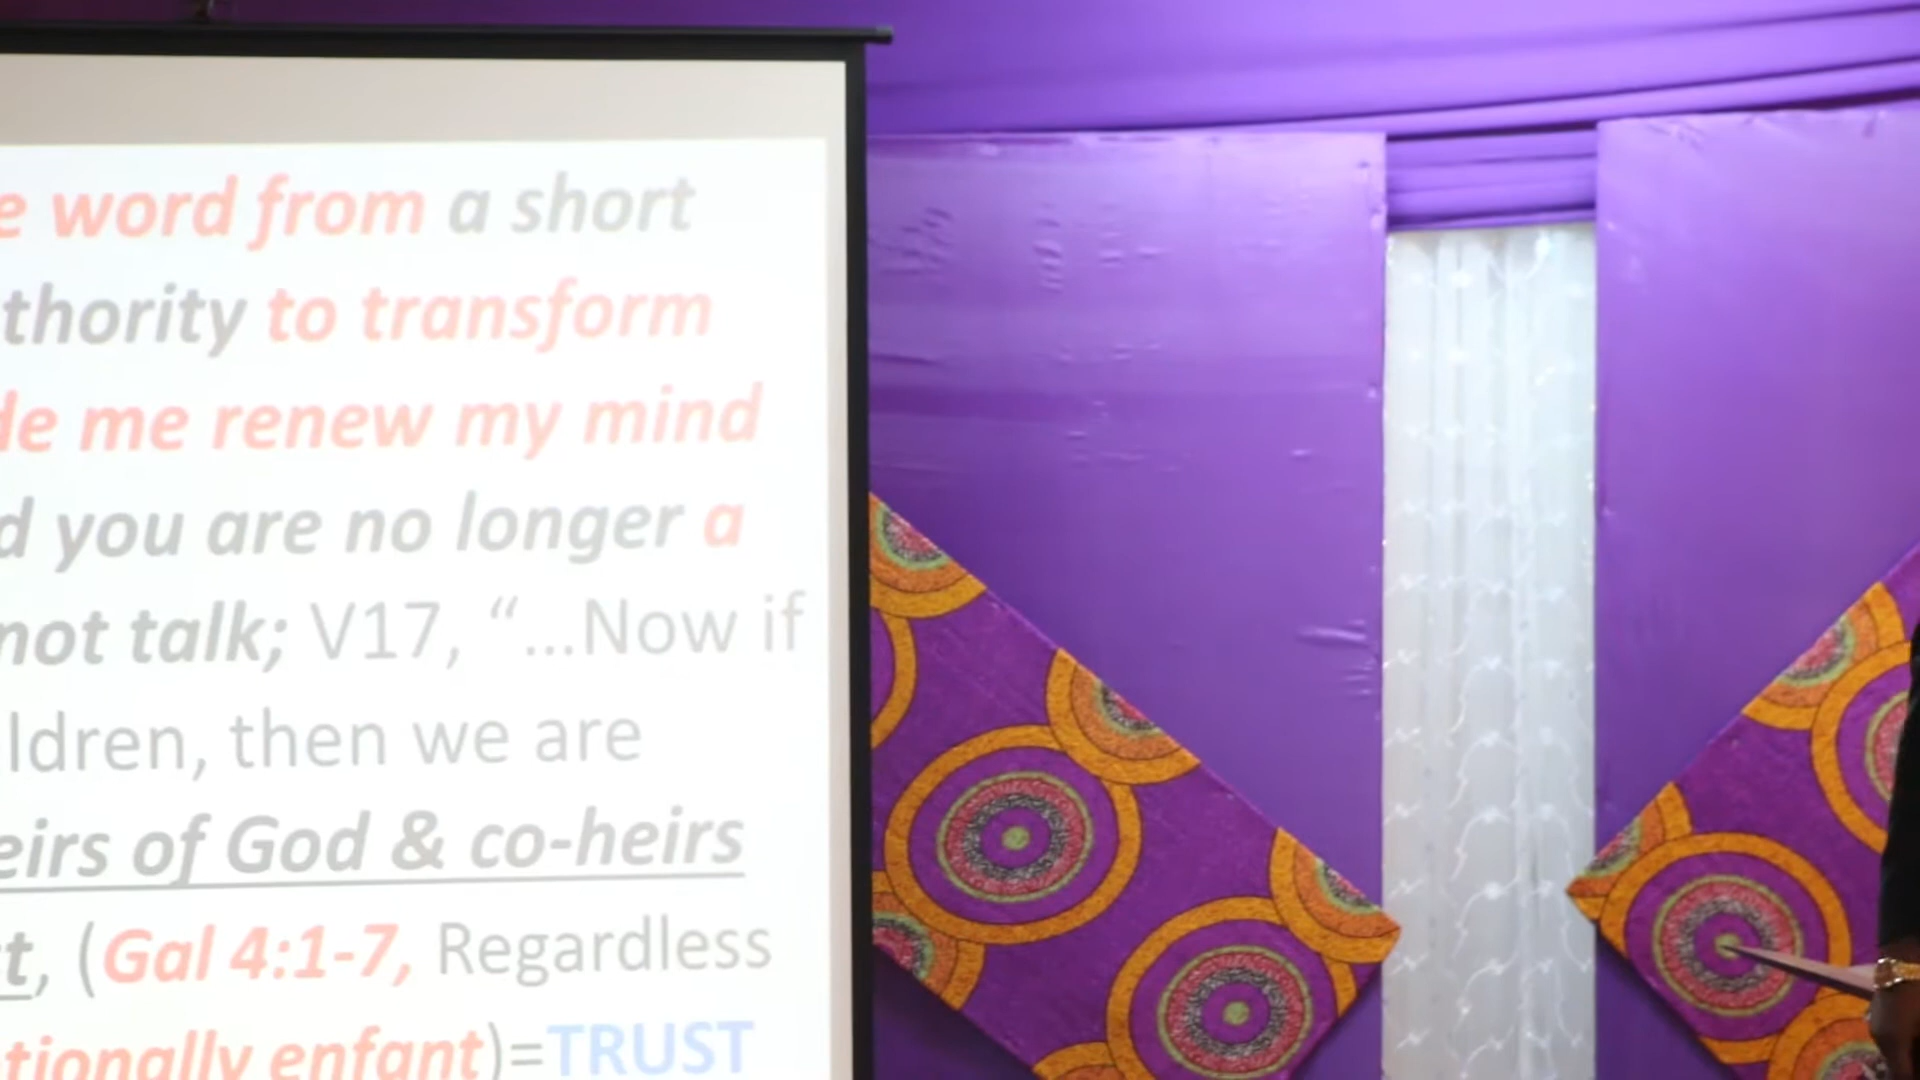 e word from a short
thority to transform
de me renew my mind
d you are no longer a
not talk; V17, “...Now if
ldren, then we are
eirs of God & co-heirs
t, (Gal 4:1-7, Regardless
tionally enfant)=TRUST